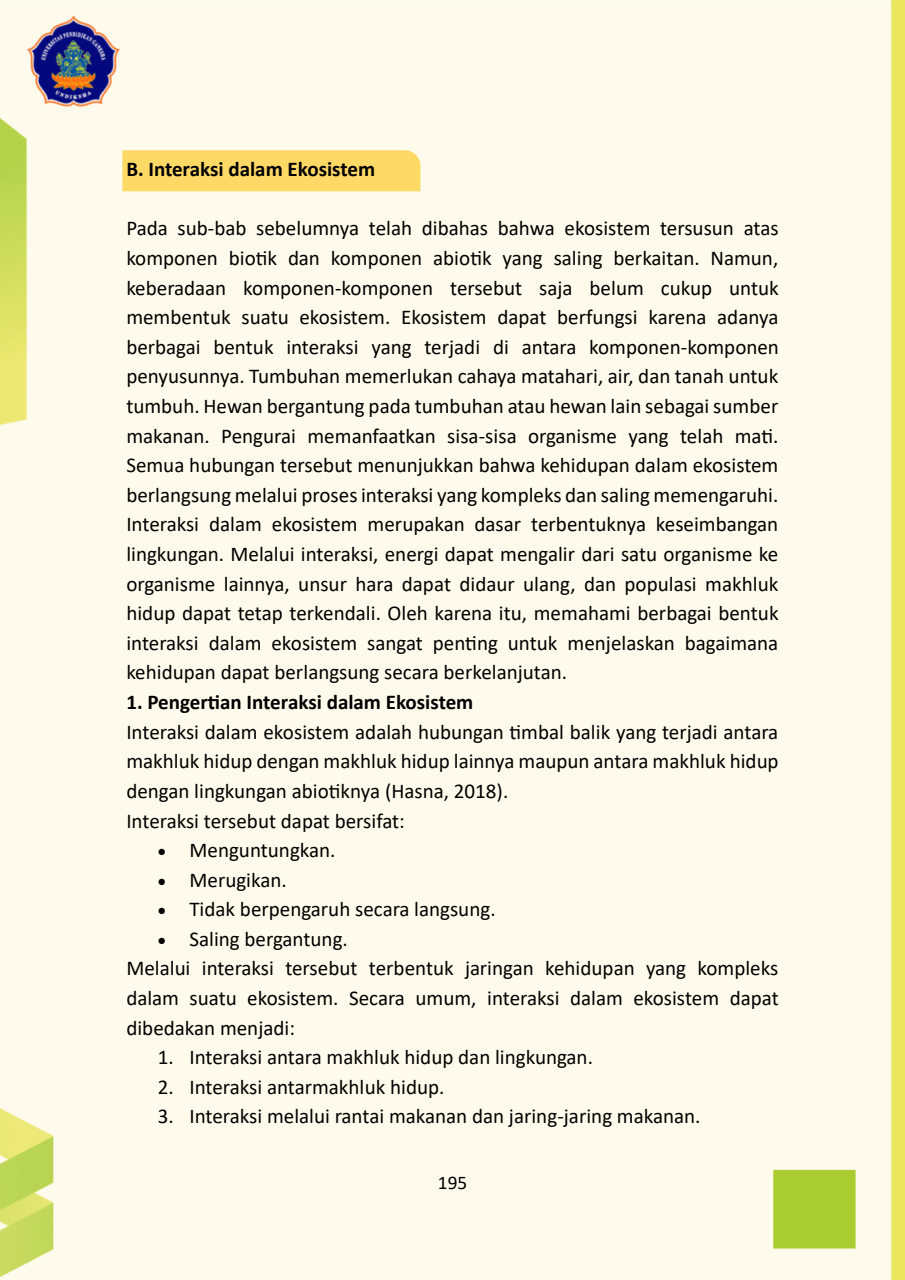 UNIVERSITAS PENDIDIKAN GANESHA
UNDIKSHA
B. Interaksi dalam Ekosistem
Pada sub-bab sebelumnya telah dibahas bahwa ekosistem tersusun atas
komponen biotik dan komponen abiotik yang saling berkaitan. Namun,
keberadaan komponen-komponen tersebut saja belum cukup untuk
membentuk suatu ekosistem. Ekosistem dapat berfungsi karena adanya
berbagai bentuk interaksi yang terjadi di antara komponen-komponen
penyusunnya. Tumbuhan memerlukan cahaya matahari, air, dan tanah untuk
tumbuh. Hewan bergantung pada tumbuhan atau hewan lain sebagai sumber
makanan. Pengurai memanfaatkan sisa-sisa organisme yang telah mati.
Semua hubungan tersebut menunjukkan bahwa kehidupan dalam ekosistem
berlangsung melalui proses interaksi yang kompleks dan saling memengaruhi.
Interaksi dalam ekosistem merupakan dasar terbentuknya keseimbangan
lingkungan. Melalui interaksi, energi dapat mengalir dari satu organisme ke
organisme lainnya, unsur hara dapat didaur ulang, dan populasi makhluk
hidup dapat tetap terkendali. Oleh karena itu, memahami berbagai bentuk
interaksi dalam ekosistem sangat penting untuk menjelaskan bagaimana
kehidupan dapat berlangsung secara berkelanjutan.
1. Pengertian Interaksi dalam Ekosistem
Interaksi dalam ekosistem adalah hubungan timbal balik yang terjadi antara
makhluk hidup dengan makhluk hidup lainnya maupun antara makhluk hidup
dengan lingkungan abiotiknya (Hasna, 2018).
Interaksi tersebut dapat bersifat:
• Menguntungkan.
• Merugikan.
• Tidak berpengaruh secara langsung.
• Saling bergantung.
Melalui interaksi tersebut terbentuk jaringan kehidupan yang kompleks
dalam suatu ekosistem. Secara umum, interaksi dalam ekosistem dapat
dibedakan menjadi:
1. Interaksi antara makhluk hidup dan lingkungan.
2. Interaksi antarmakhluk hidup.
3. Interaksi melalui rantai makanan dan jaring-jaring makanan.
195